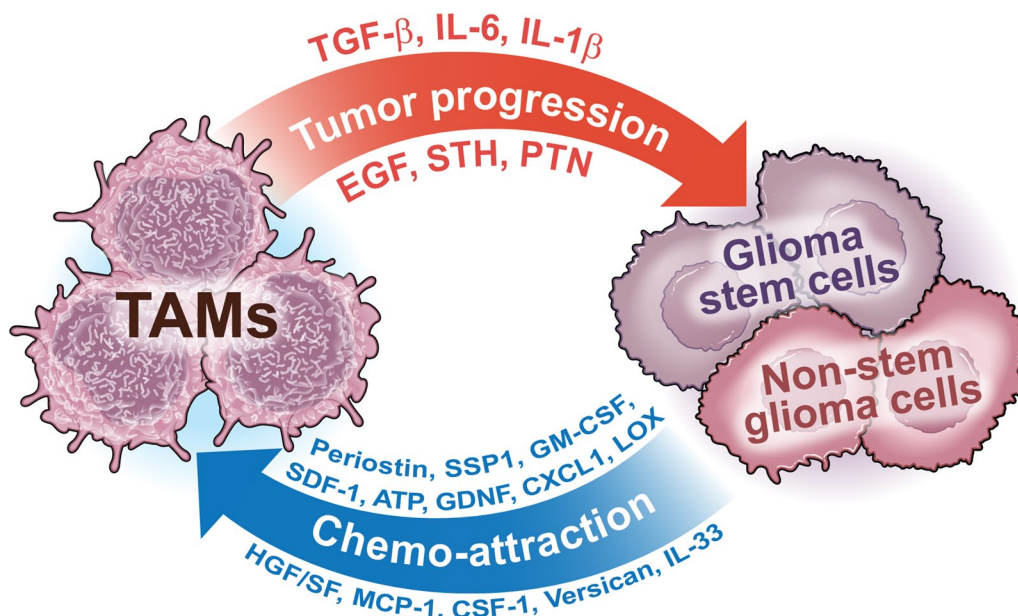 TGF-β, IL-6, IL-1β
Tumor progression
EGF, STH, PTN
TAMs
Glioma
stem cells
Non-stem
glioma cells
Periostin, SSP1, GM-CSF,
SDF-1, ATP, GDNF, CXCL1, LOX
Chemo-attraction
HGF/SF, MCP-1, CSF-1, Versican, IL-33